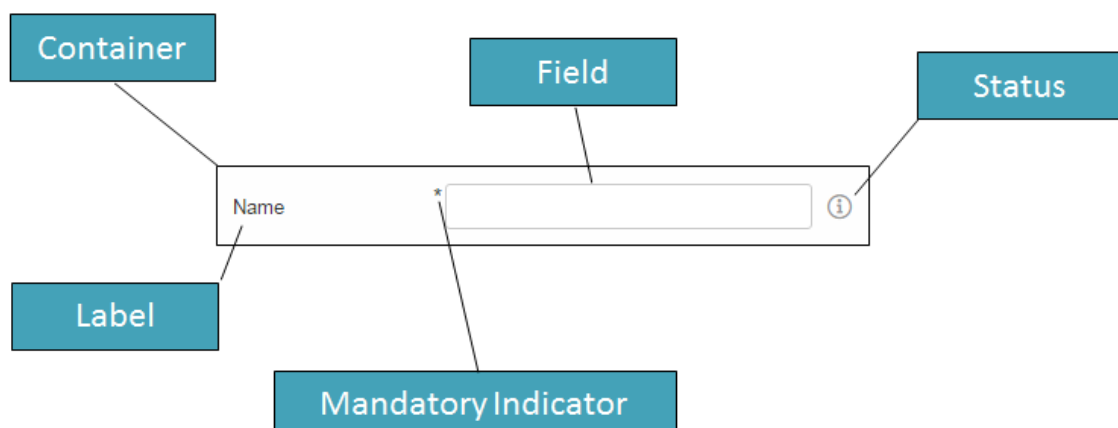 Container
Field
Status
Name
*
Label
Mandatory Indicator